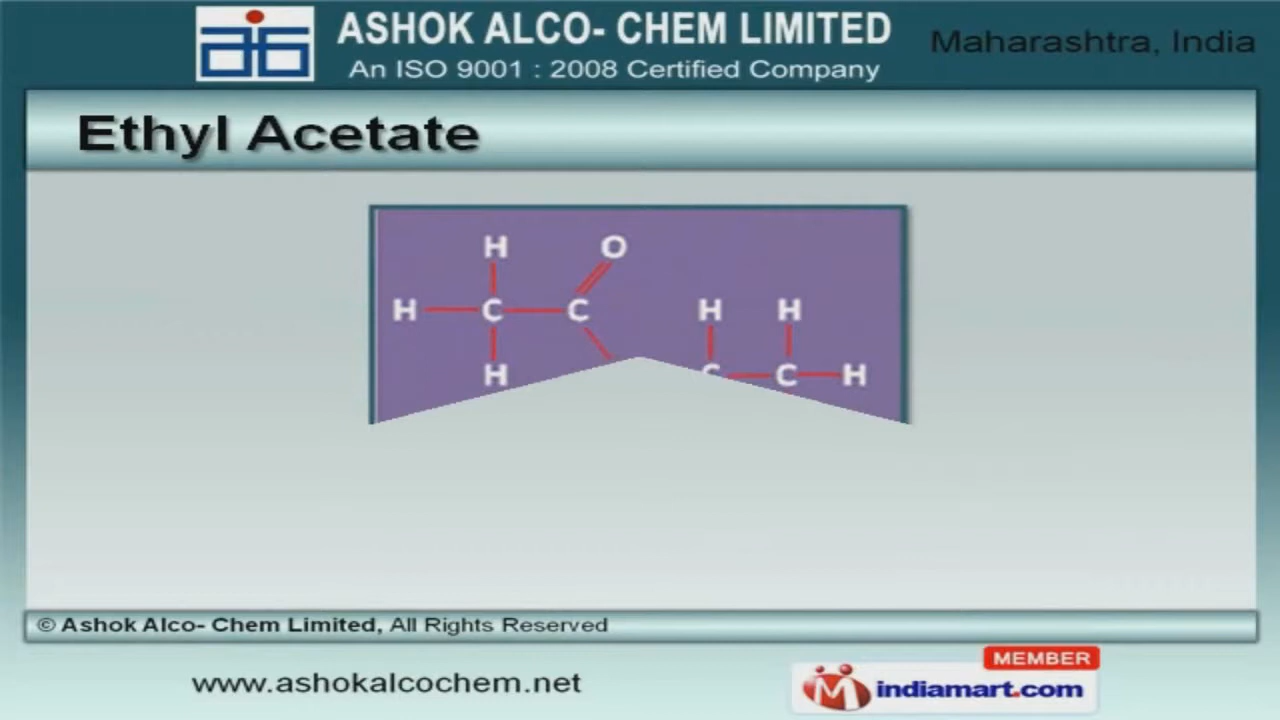 ASHOK ALCO- CHEM LIMITED
An ISO 9001 : 2008 Certified Company
Maharashtra, India
Ethyl Acetate
H O
H C C H H
H C C H
© Ashok Alco- Chem Limited, All Rights Reserved
www.ashokalcochem.net
MEMBER
indiamart.com